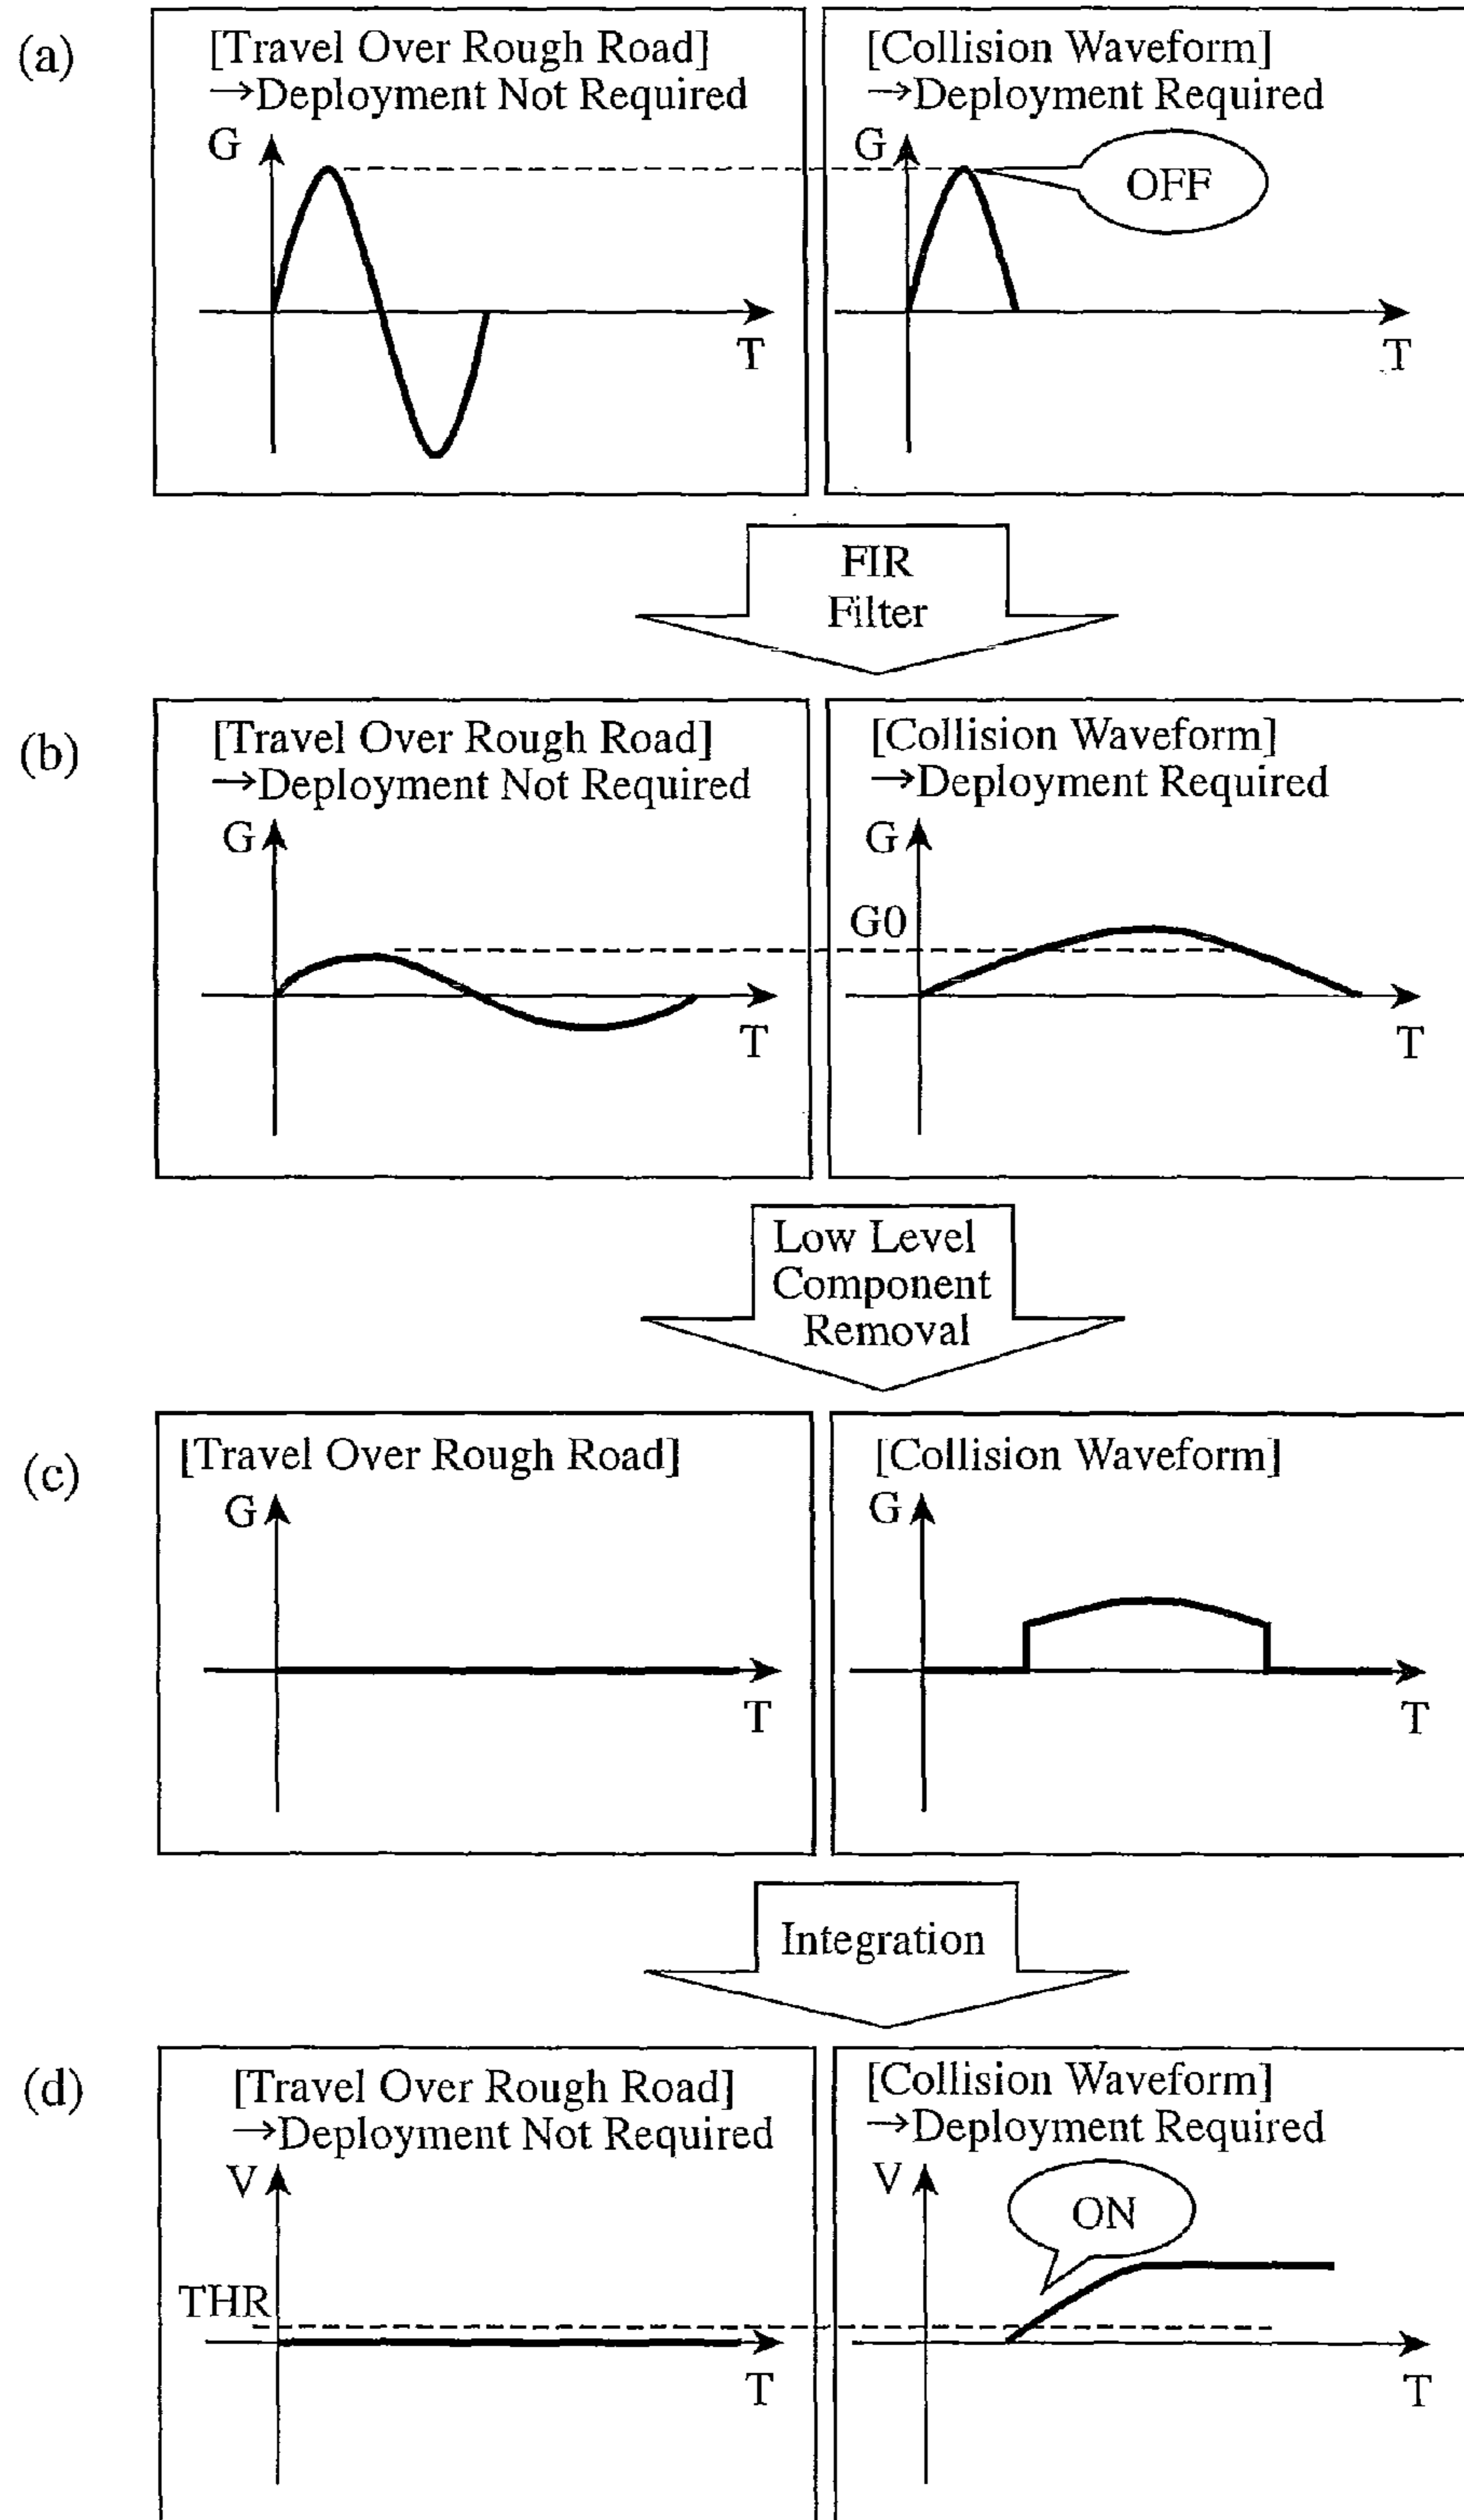 (a)
[Travel Over Rough Road]
→Deployment Not Required
G
T
[Collision Waveform]
→Deployment Required
G
OFF
T
FIR
Filter
(b)
[Travel Over Rough Road]
→Deployment Not Required
G
T
[Collision Waveform]
→Deployment Required
G
G0
T
Low Level
Component
Removal
(c)
[Travel Over Rough Road]
G
T
[Collision Waveform]
G
T
Integration
(d)
[Travel Over Rough Road]
→Deployment Not Required
V
THR
T
[Collision Waveform]
→Deployment Required
V
ON
T